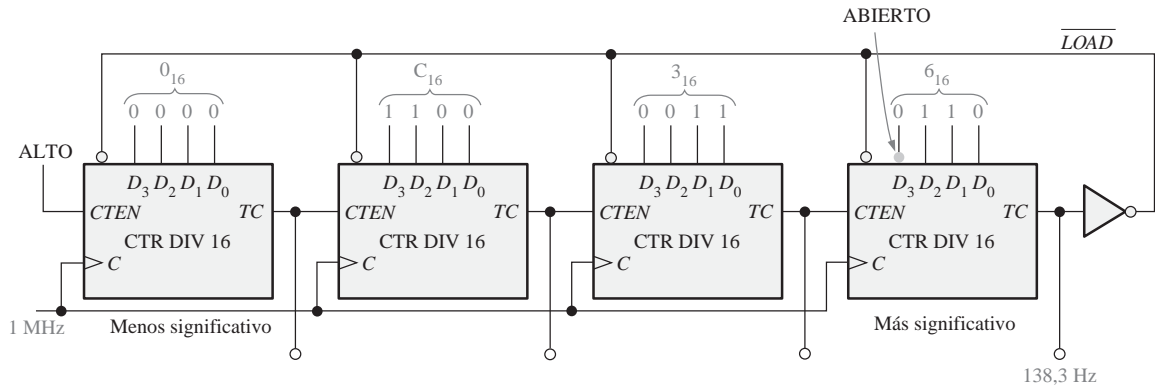 ABIERTO
LOAD
0₁₆ C₁₆ 3₁₆ 6₁₆
0 0 0 0 1 1 0 0 0 0 1 1 0 1 1 0
ALTO
D₃ D₂ D₁ D₀ D₃ D₂ D₁ D₀ D₃ D₂ D₁ D₀ D₃ D₂ D₁ D₀
CTEN TC CTEN TC CTEN TC CTEN TC
CTR DIV 16 CTR DIV 16 CTR DIV 16 CTR DIV 16
C C C C
1 MHz Menos significativo Más significativo
138,3 Hz